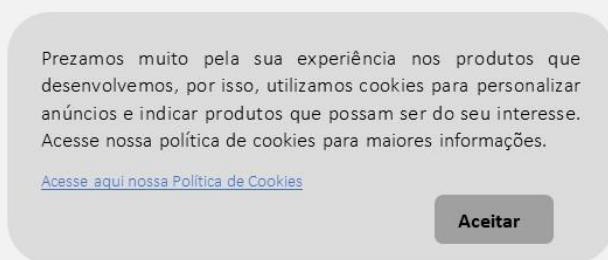 Prezamos muito pela sua experiência nos produtos que
desenvolvemos, por isso, utilizamos cookies para personalizar
anúncios e indicar produtos que possam ser do seu interesse.
Acesse nossa política de cookies para maiores informações.
Acesse aqui nossa Política de Cookies
Aceitar